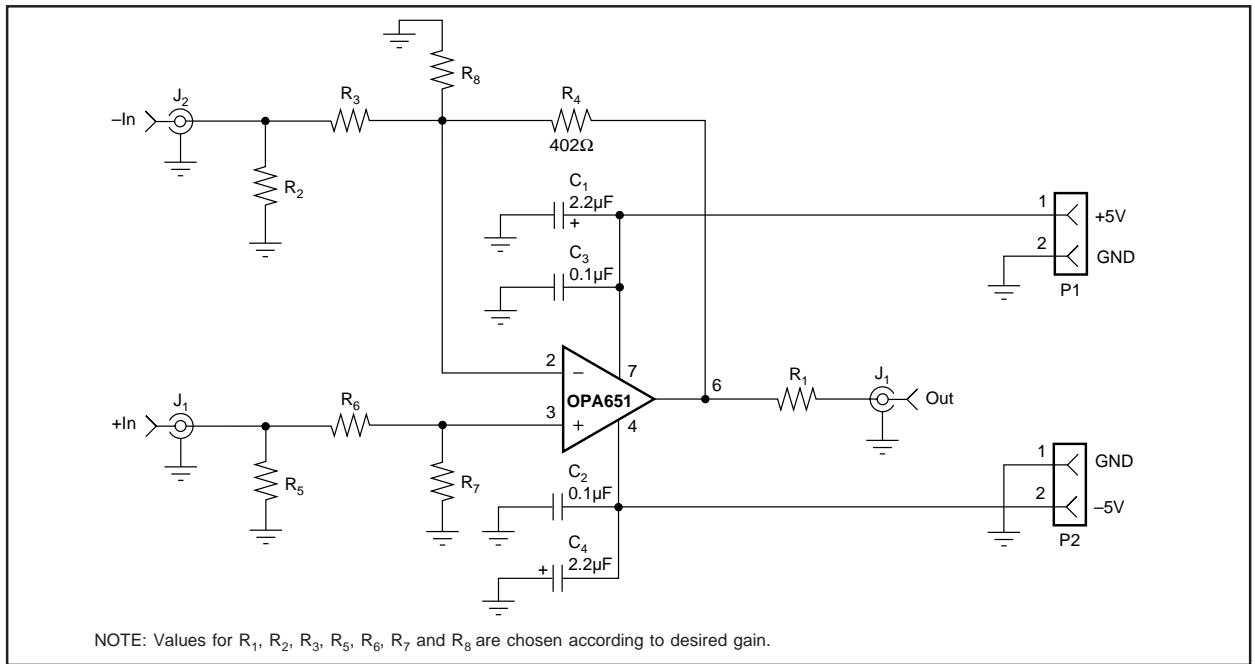 R8
J2
R3
R4
–In
402Ω
R2
C1
2.2µF
+
1
+5V
C3
0.1µF
2
GND
P1
2
–
7
OPA651
6
R1
J1
Out
J1
R6
3
+
4
+In
R5
R7
C2
0.1µF
1
GND
2
–5V
C4
+ 2.2µF
P2
NOTE: Values for R1, R2, R3, R5, R6, R7 and R8 are chosen according to desired gain.